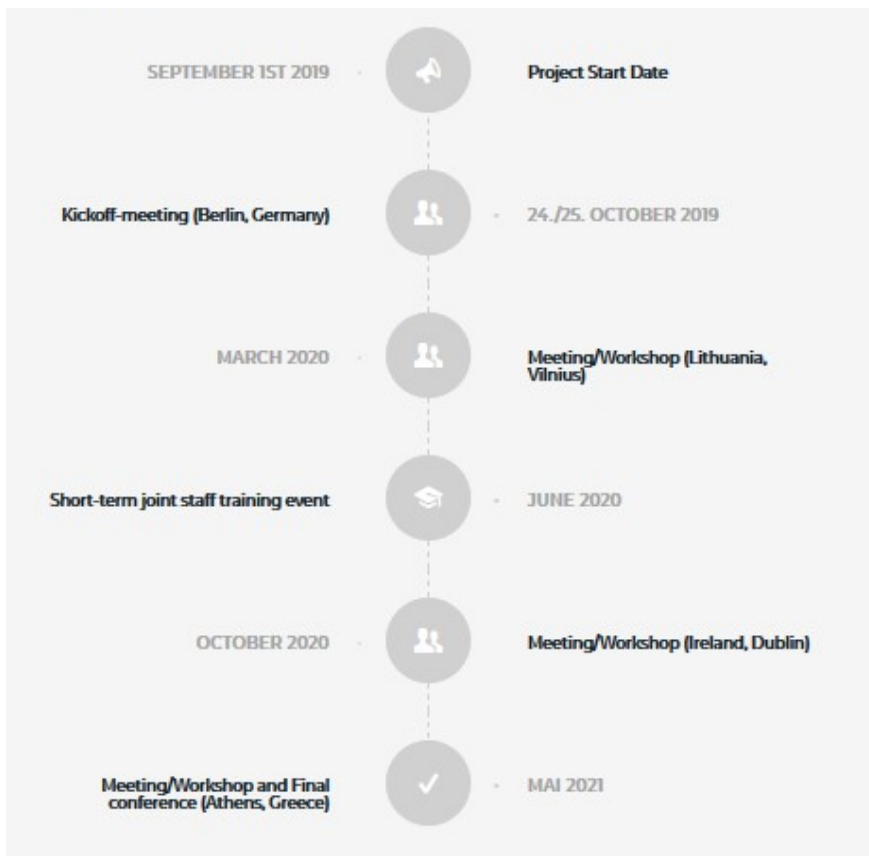 SEPTEMBER 1ST 2019
Project Start Date
Kickoff-meeting (Berlin, Germany)
24./25. OCTOBER 2019
MARCH 2020
Meeting/Workshop (Lithuania,
Vilnius)
Short-term joint staff training event
JUNE 2020
OCTOBER 2020
Meeting/Workshop (Ireland, Dublin)
Meeting/Workshop and Final
conference (Athens, Greece)
MAI 2021